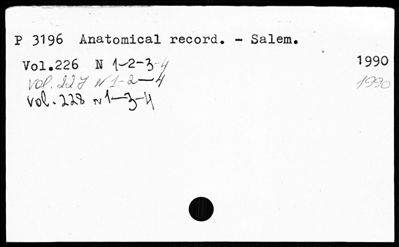 P 3196 Anatomical record. - Salem.
Vol.226 N 1-2-3-4 1990
Vol. 227 N 1-2-4 1990
Vol. 228 N 1-3-4